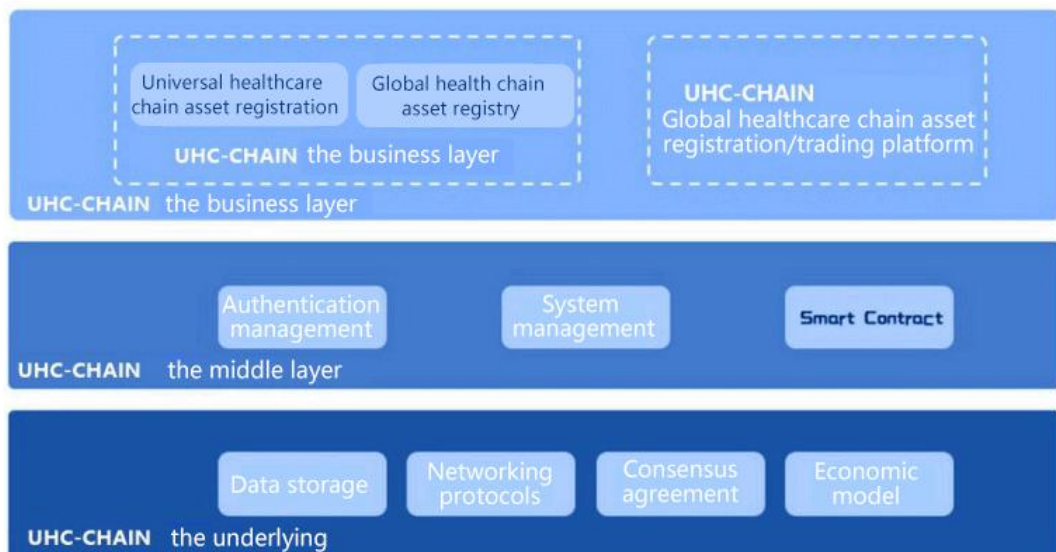 Universal healthcare
chain asset registration
Global health chain
asset registry
UHC-CHAIN the business layer
UHC-CHAIN
Global healthcare chain asset
registration/trading platform
UHC-CHAIN the business layer
Authentication
management
System
management
Smart Contract
UHC-CHAIN the middle layer
Data storage
Networking
protocols
Consensus
agreement
Economic
model
UHC-CHAIN the underlying